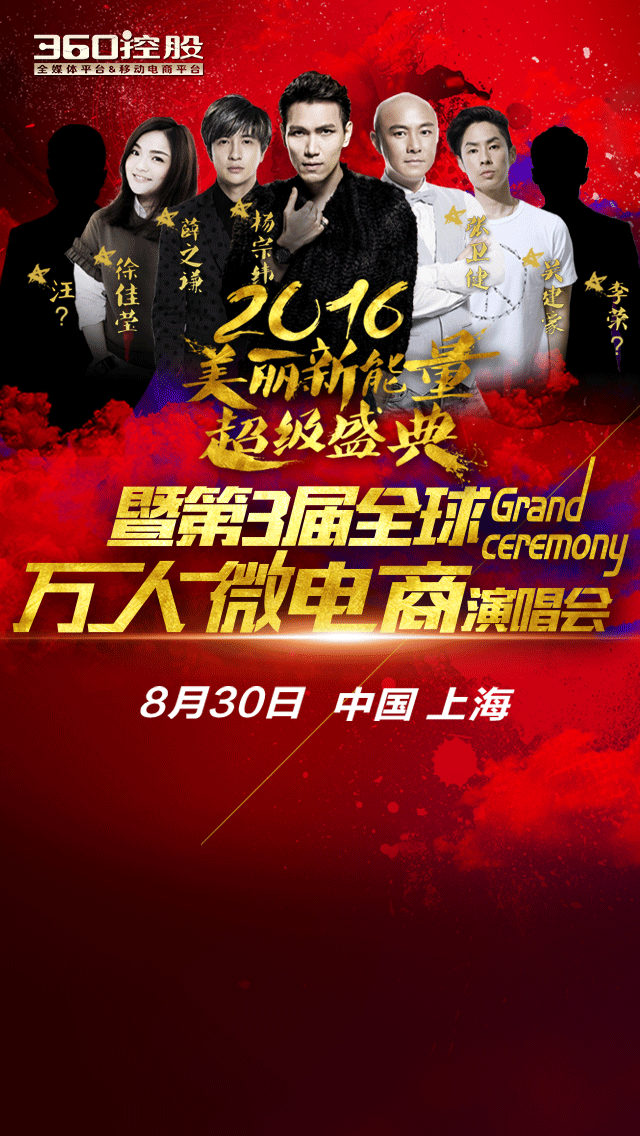 360控股
全媒体平台&移动电商平台
汪?
徐佳莹
薛之谦
杨宗纬
张卫健
吴建豪
李荣?
2016
美丽新能量
超级盛典
暨第3届全球
Grand
ceremony
万人微电商演唱会
8月30日 中国 上海